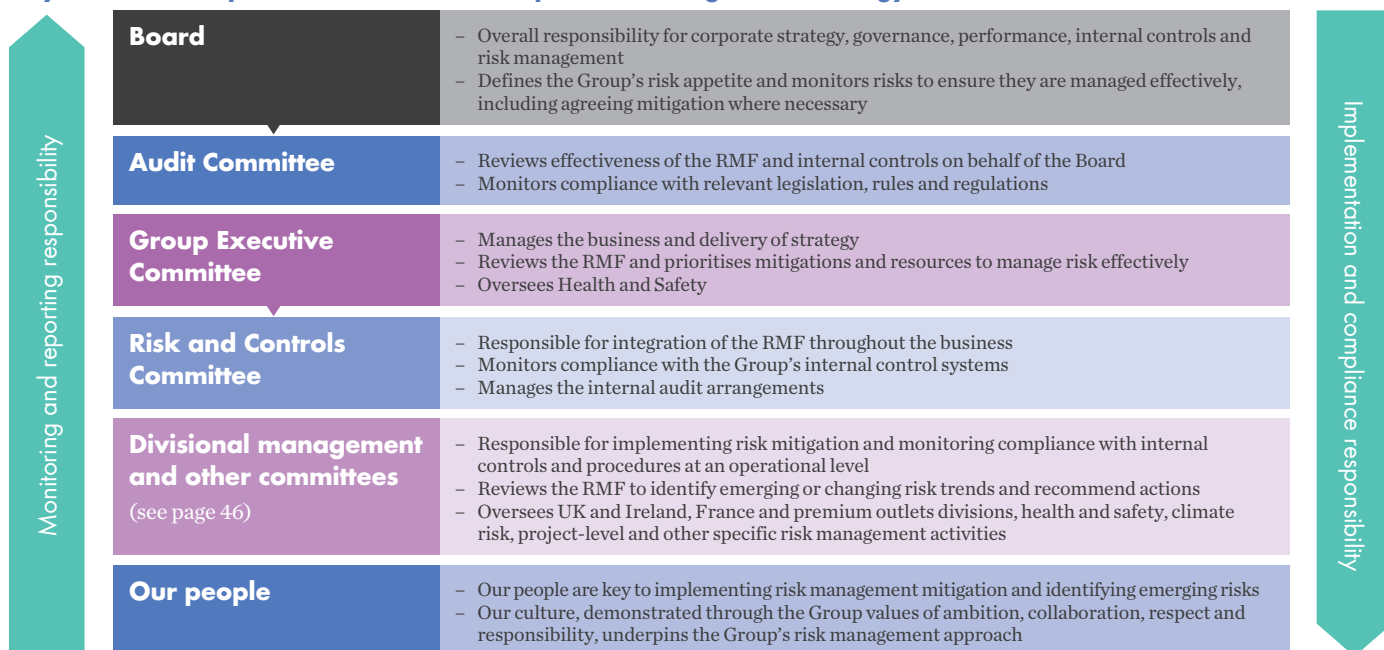 Board
– Overall responsibility for corporate strategy, governance, performance, internal controls and
risk management
– Defines the Group's risk appetite and monitors risks to ensure they are managed effectively,
including agreeing mitigation where necessary
Audit Committee
– Reviews effectiveness of the RMF and internal controls on behalf of the Board
– Monitors compliance with relevant legislation, rules and regulations
Group Executive
Committee
– Manages the business and delivery of strategy
– Reviews the RMF and prioritises mitigations and resources to manage risk effectively
– Oversees Health and Safety
Risk and Controls
Committee
– Responsible for integration of the RMF throughout the business
– Monitors compliance with the Group's internal control systems
– Manages the internal audit arrangements
Divisional management
and other committees
(see page 46)
– Responsible for implementing risk mitigation and monitoring compliance with internal
controls and procedures at an operational level
– Reviews the RMF to identify emerging or changing risk trends and recommend actions
– Oversees UK and Ireland, France and premium outlets divisions, health and safety, climate
risk, project-level and other specific risk management activities
Our people
– Our people are key to implementing risk management mitigation and identifying emerging risks
– Our culture, demonstrated through the Group values of ambition, collaboration, respect and
responsibility, underpins the Group's risk management approach
Monitoring and reporting responsibility
Implementation and compliance responsibility